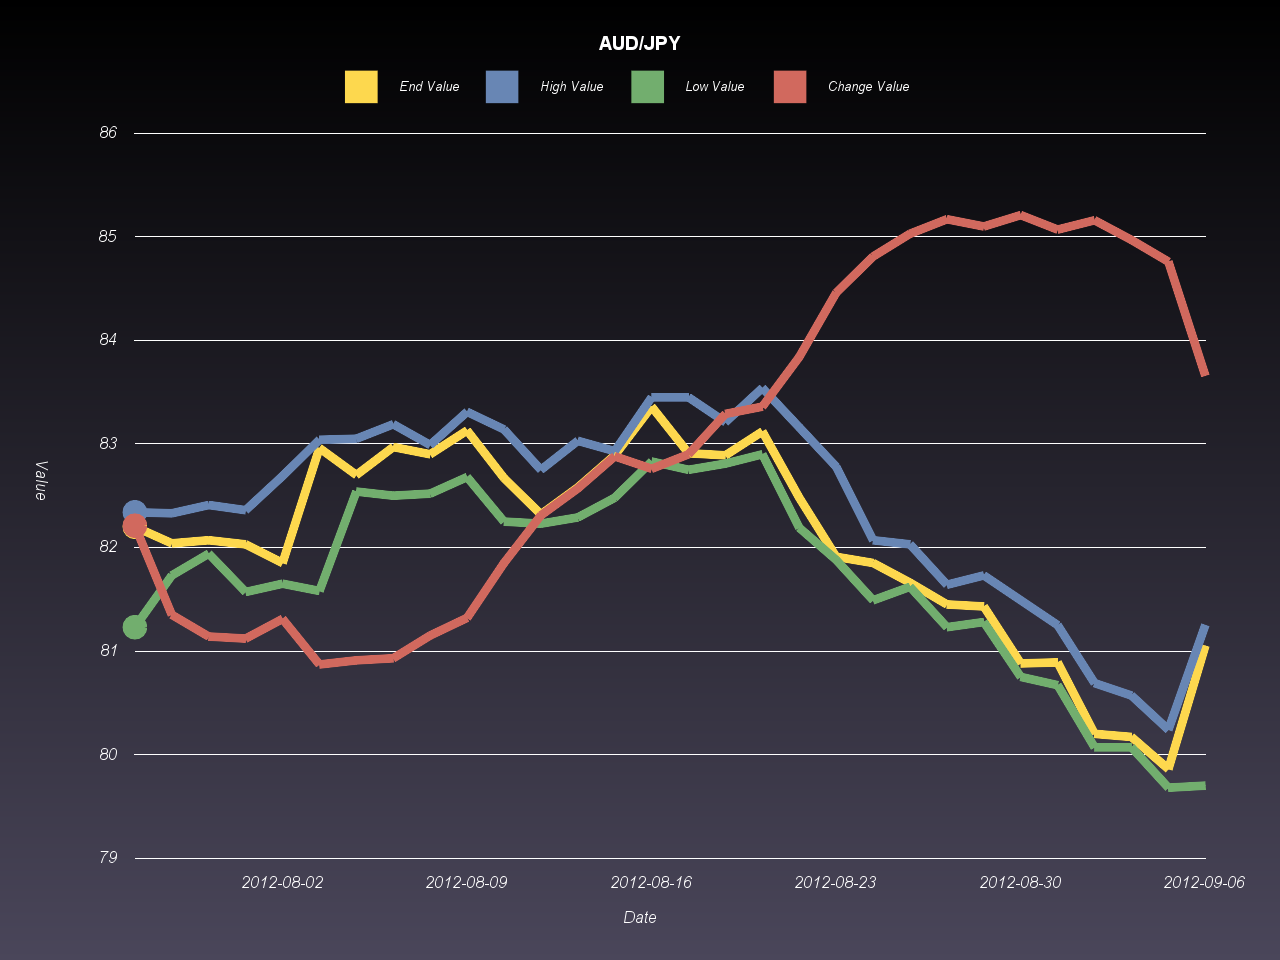 AUD/JPY
End Value High Value Low Value Change Value
86
85
84
83
82
81
80
79
Value
2012-08-02 2012-08-09 2012-08-16 2012-08-23 2012-08-30 2012-09-06
Date